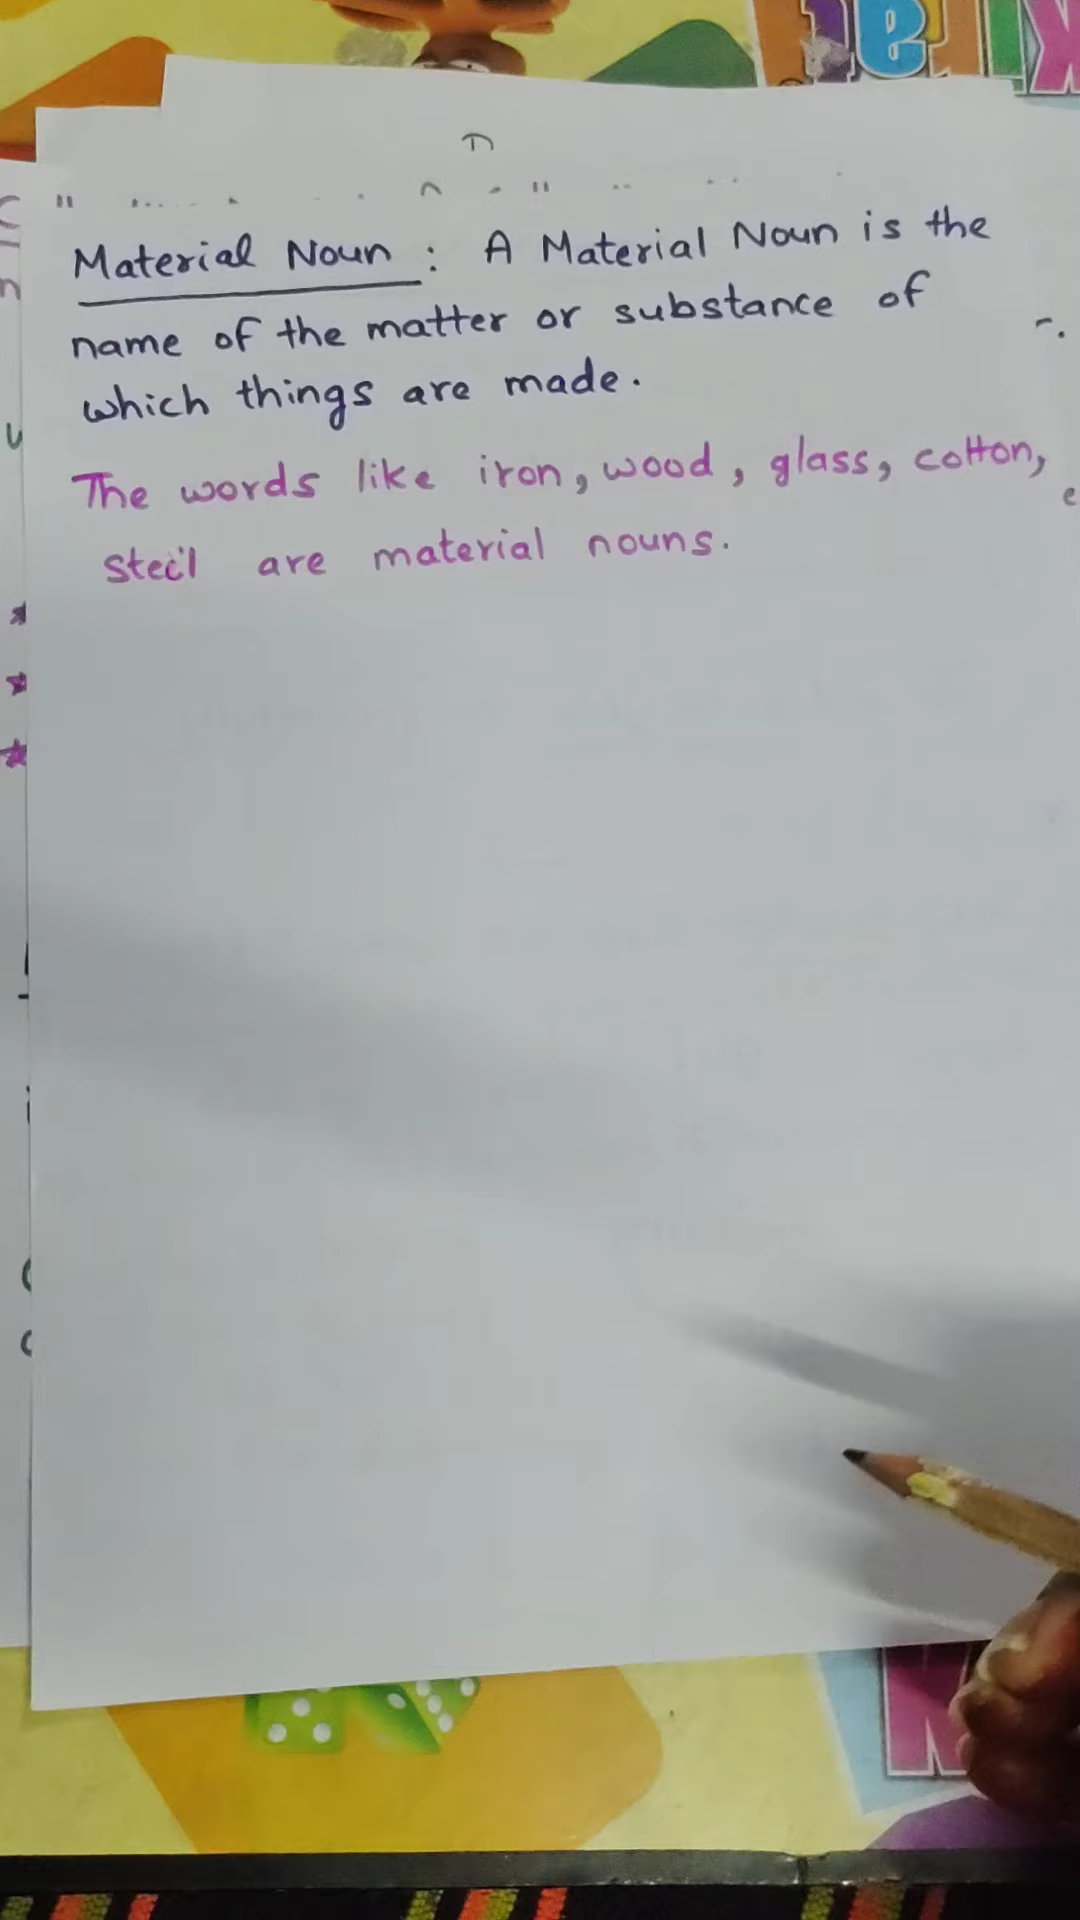 Material Noun : A Material Noun is the
name of the matter or substance of
which things are made.
The words like iron, wood, glass, cotton,
steil are material nouns.